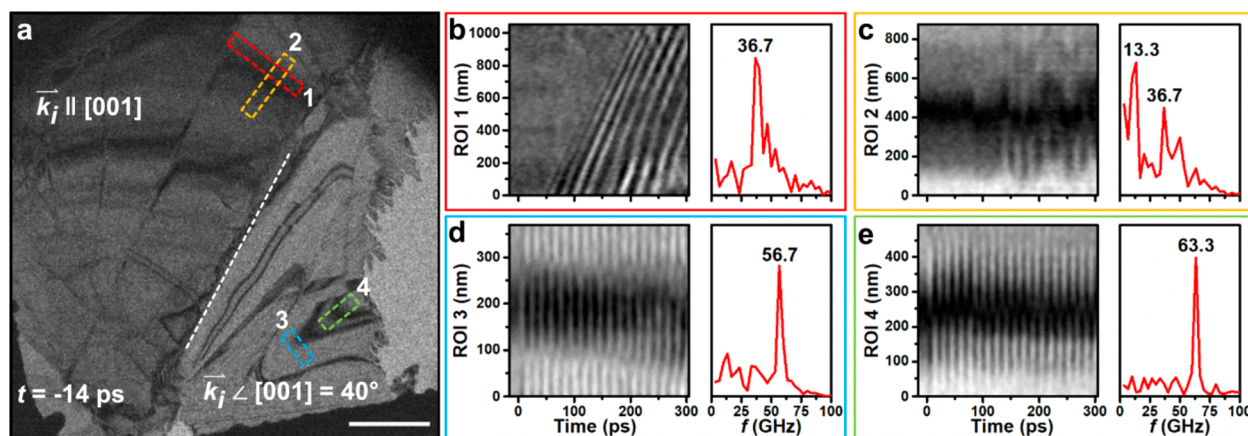 a
2
1
k⃗i || [001]
4
3
t = -14 ps
k⃗i ∠ [001] = 40°
b
ROI 1 (nm)
1000
800
600
400
200
0
36.7
c
ROI 2 (nm)
800
600
400
200
0
13.3
36.7
d
ROI 3 (nm)
300
200
100
0
0 100 200 300
Time (ps)
56.7
0 25 50 75 100
f (GHz)
e
ROI 4 (nm)
400
300
200
100
0
0 100 200 300
Time (ps)
63.3
0 25 50 75 100
f (GHz)